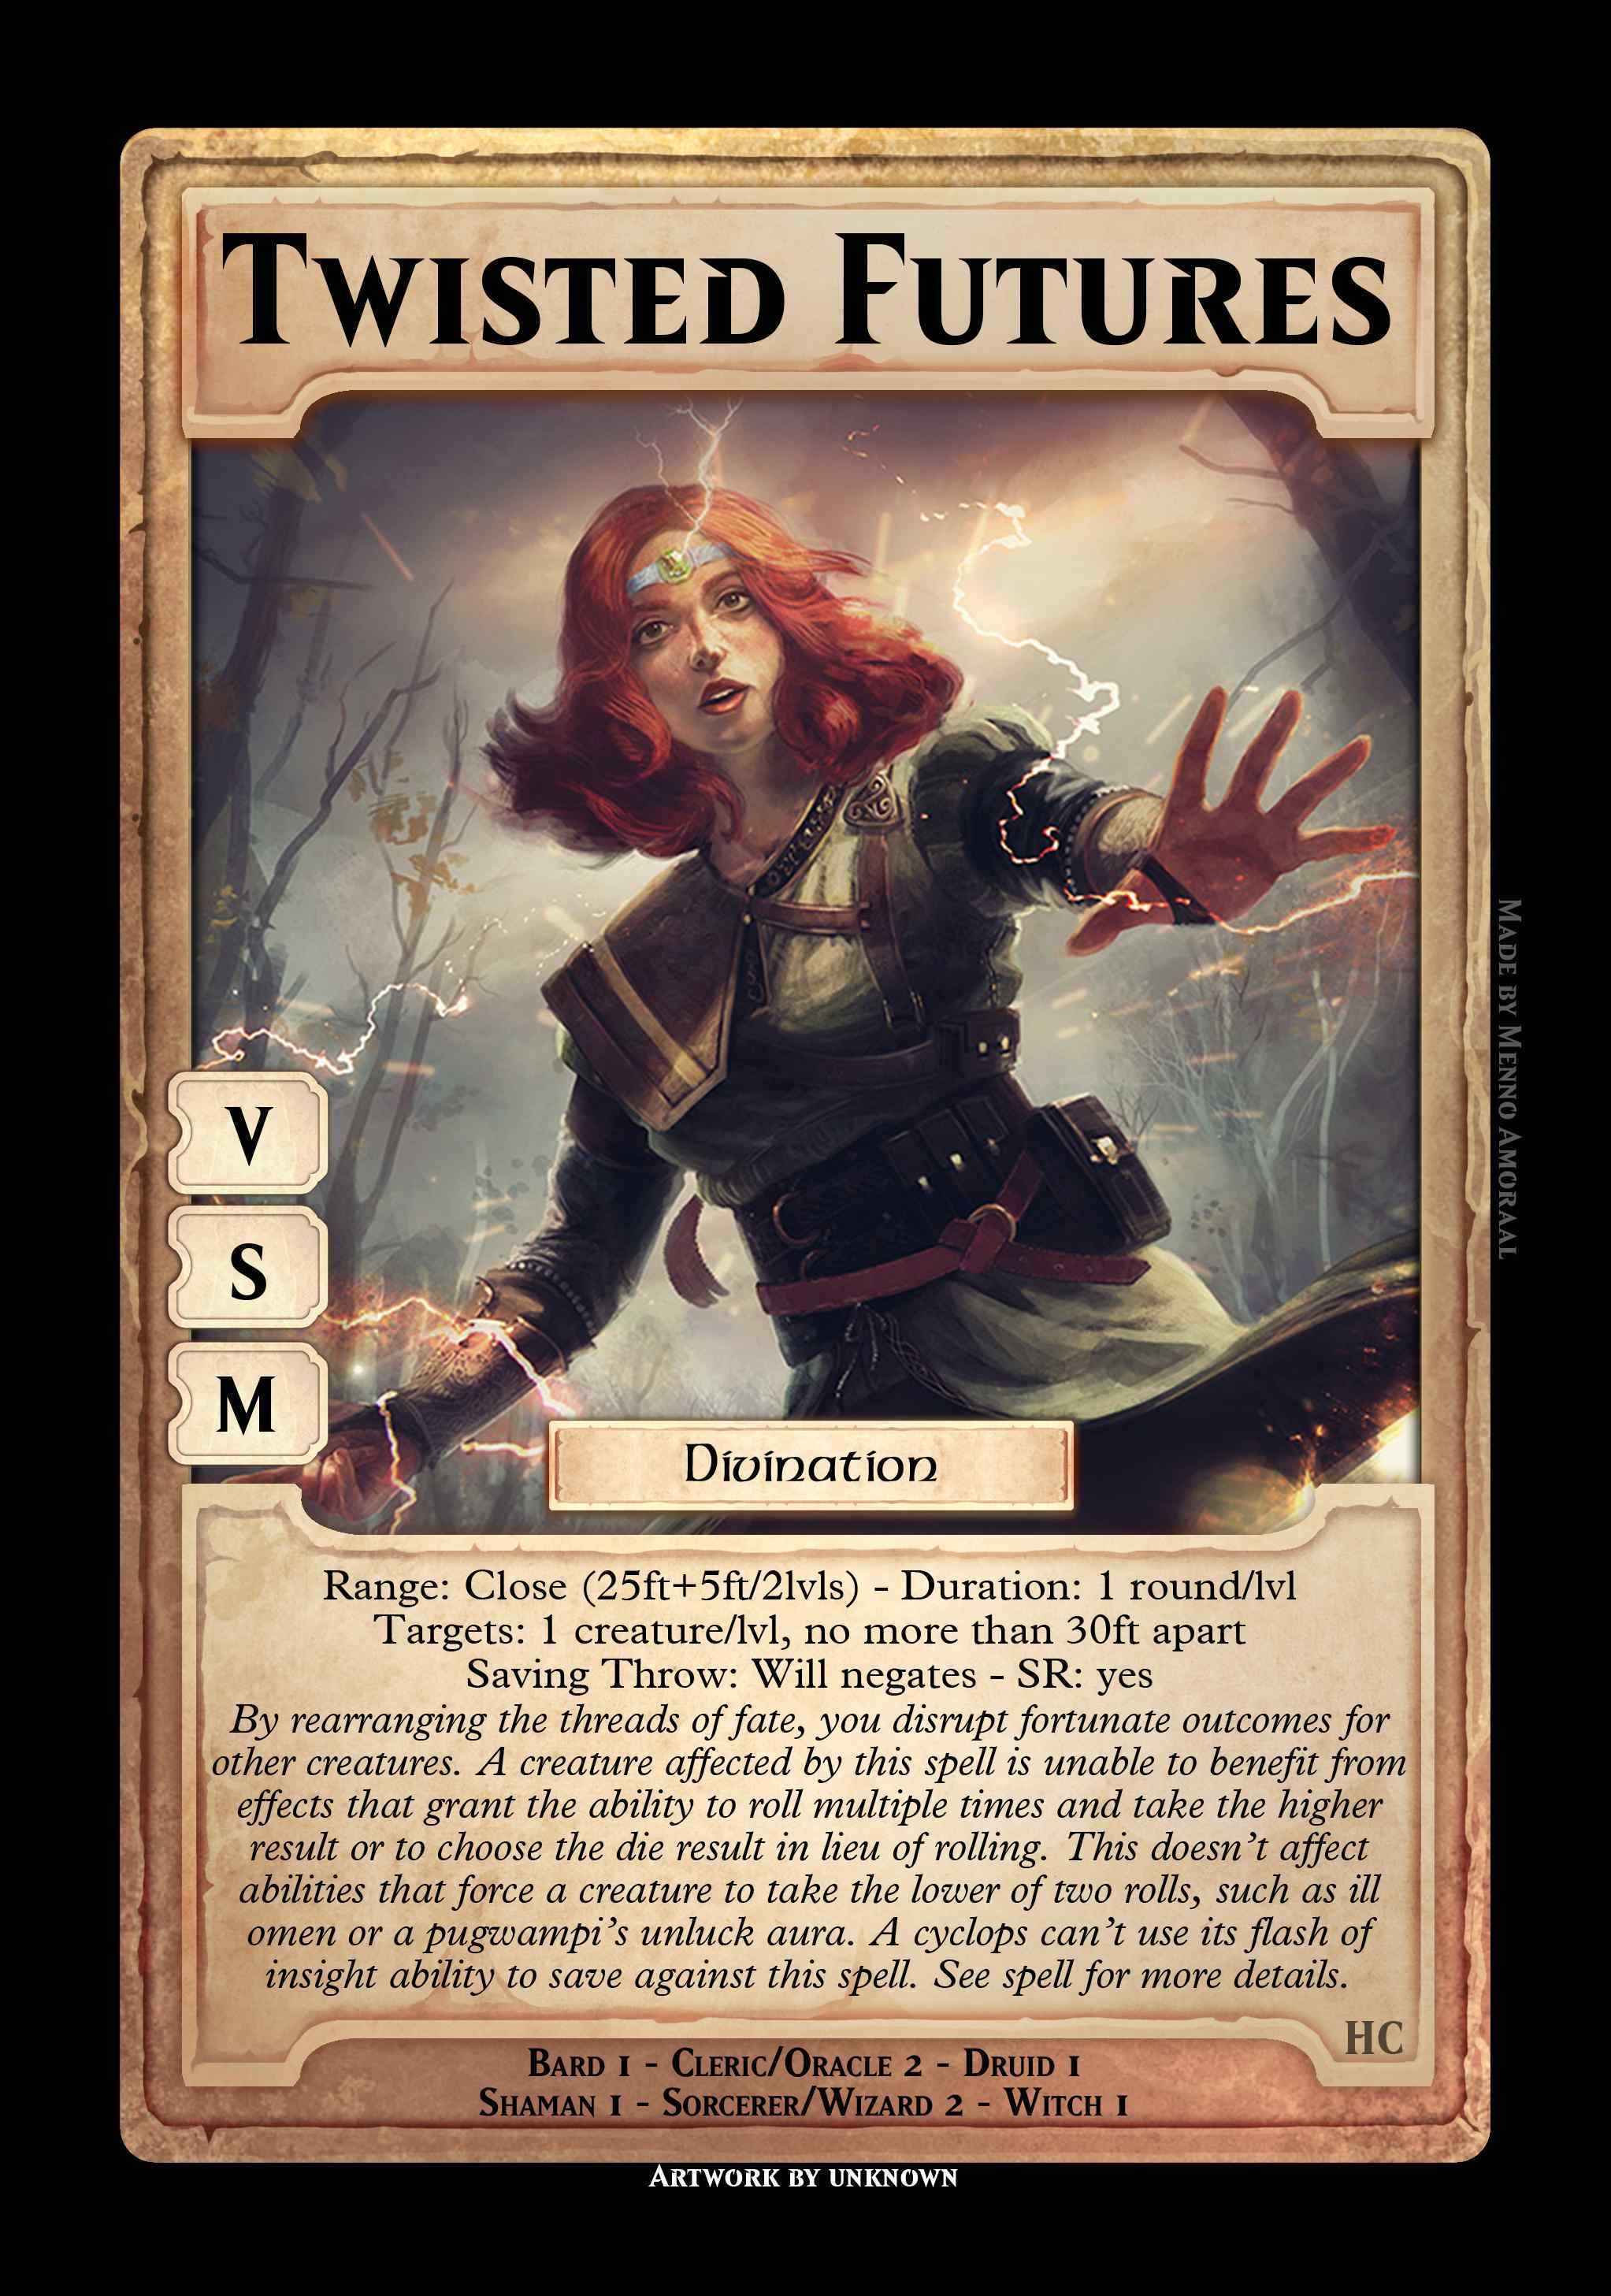 Twisted Futures
V
S
M
Divination
Range: Close (25ft+5ft/2lvls) - Duration: 1 round/lvl
Targets: 1 creature/lvl, no more than 30ft apart
Saving Throw: Will negates - SR: yes
By rearranging the threads of fate, you disrupt fortunate outcomes for
other creatures. A creature affected by this spell is unable to benefit from
effects that grant the ability to roll multiple times and take the higher
result or to choose the die result in lieu of rolling. This doesn't affect
abilities that force a creature to take the lower of two rolls, such as ill
omen or a pugwampi's unluck aura. A cyclops can't use its flash of
insight ability to save against this spell. See spell for more details.
HC
Bard 1 - Cleric/Oracle 2 - Druid 1
Shaman 1 - Sorcerer/Wizard 2 - Witch 1
Artwork by unknown
Made by Menno Amoraal